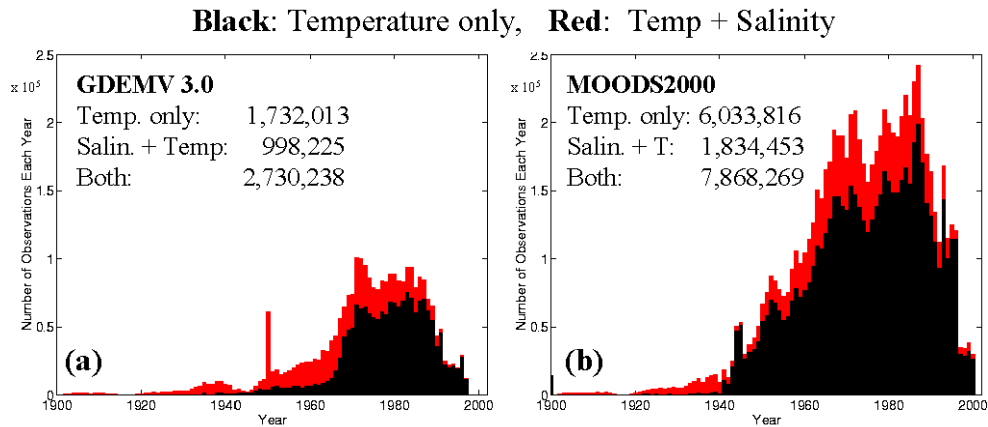 Black: Temperature only, Red: Temp + Salinity
2.5
x 10⁵
2
1.5
1
0.5
0
Number of Observations Each Year
GDEMV 3.0
Temp. only: 1,732,013
Salin. + Temp: 998,225
Both: 2,730,238
(a)
1900 1920 1940 1960 1980 2000
Year
2.5
x 10⁵
2
1.5
1
0.5
0
Number of Observations Each Year
MOODS2000
Temp. only: 6,033,816
Salin. + T: 1,834,453
Both: 7,868,269
(b)
1900 1920 1940 1960 1980 2000
Year